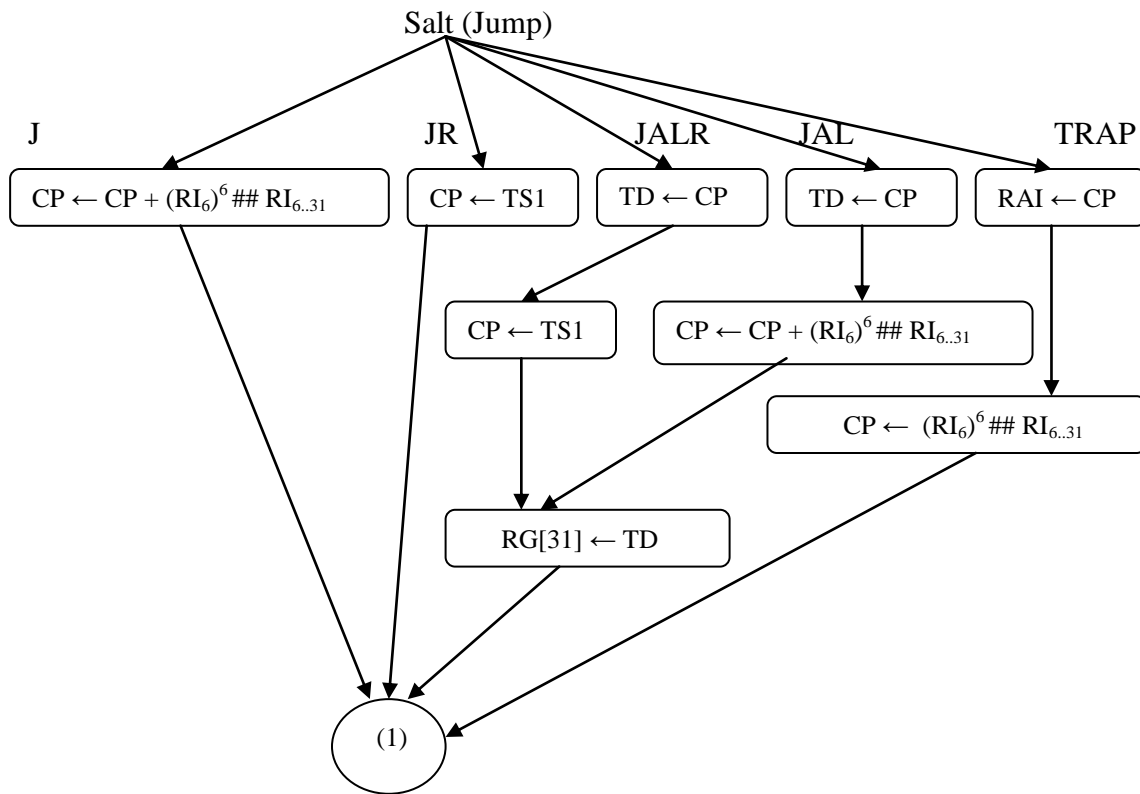 Salt (Jump)
J JR JALR JAL TRAP
CP ← CP + (RI₆)⁶ ## RI₆..₃₁ CP ← TS1 TD ← CP TD ← CP RAI ← CP
CP ← TS1 CP ← CP + (RI₆)⁶ ## RI₆..₃₁
CP ← (RI₆)⁶ ## RI₆..₃₁
RG[31] ← TD
(1)